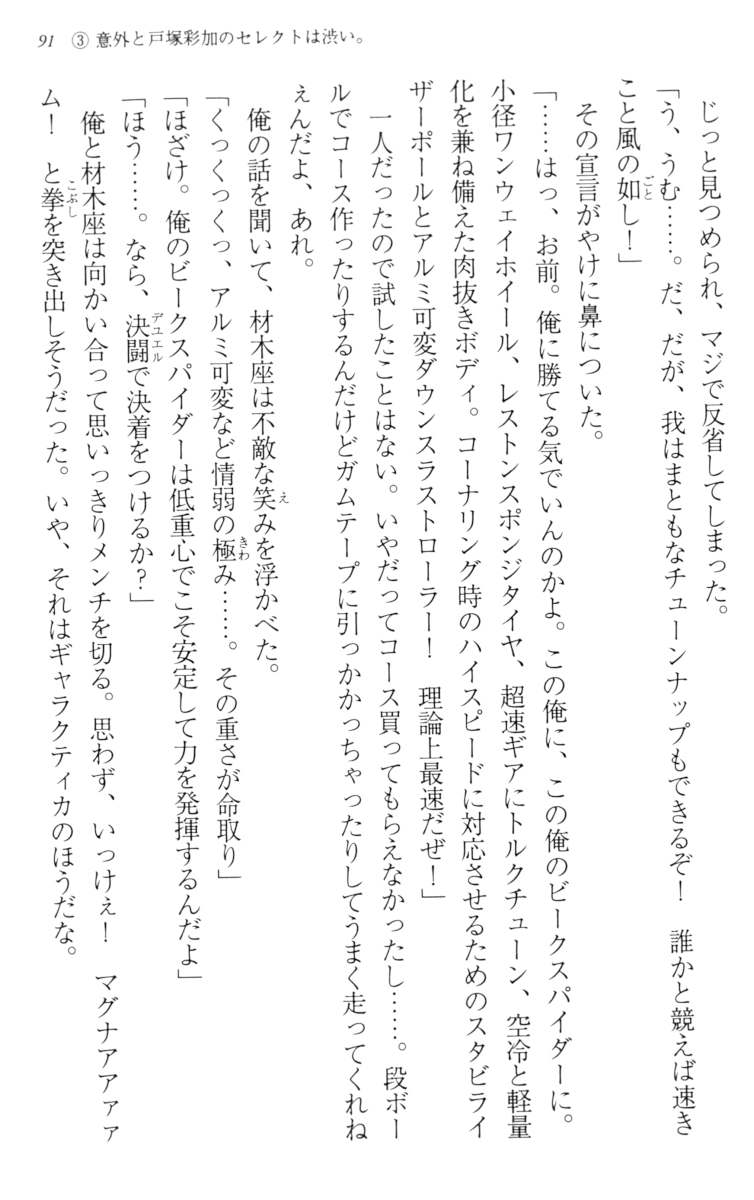 91 ③ 意外と戸塚彩加のセレクトは渋い。
じっと見つめられ、マジで反省してしまった。
「う、うむ……。だ、だが、我はまともなチューンナップもできるぞ！　誰かと競えば速き
こと風の如し！」
その宣言がやけに鼻についた。
「……はっ、お前。俺に勝てる気でいんのかよ。この俺に、この俺のビークスパイダーに。
小径ワンウェイホイール、レストンスポンジタイヤ、超速ギアにトルクチューン、空冷と軽量
化を兼ね備えた肉抜きボディ。コーナリング時のハイスピードに対応させるためのスタビライ
ザーポールとアルミ可変ダウンスラストローラー！　理論上最速だぜ！」
一人だったので試したことはない。いやだってコース買ってもらえなかったし……。段ボー
ルでコース作ったりするんだけどガムテープに引っかかっちゃったりしてうまく走ってくれね
ぇんだよ、あれ。
俺の話を聞いて、材木座は不敵な笑みを浮かべた。
「くっくっくっ、アルミ可変など情弱の極み……。その重さが命取り」
「ほざけ。俺のビークスパイダーは低重心でこそ安定して力を発揮するんだよ」
「ほう……。なら、決闘で決着をつけるか？」
俺と材木座は向かい合って思いっきりメンチを切る。思わず、いっけぇ！　マグナアアァァ
ム！　と拳を突き出しそうだった。いや、それはギャラクティカのほうだな。